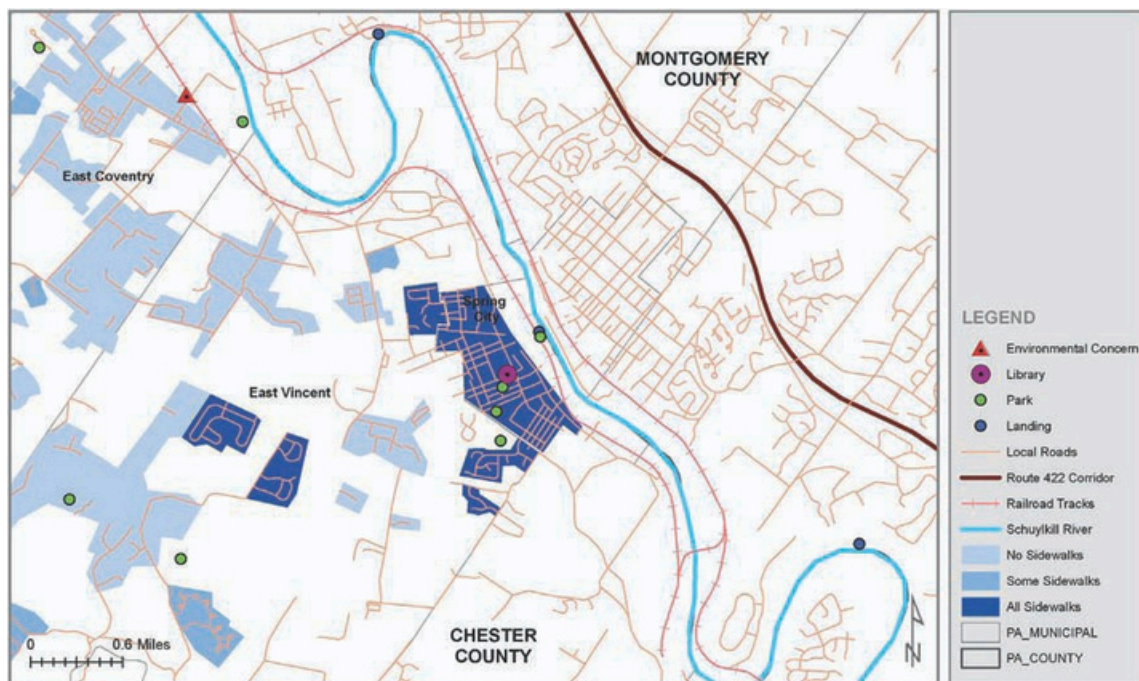 MONTGOMERY
COUNTY
East Coventry
Spring
City
East Vincent
CHESTER
COUNTY
0 0.6 Miles
N
LEGEND
Environmental Concern
Library
Park
Landing
Local Roads
Route 422 Corridor
Railroad Tracks
Schuylkill River
No Sidewalks
Some Sidewalks
All Sidewalks
PA_MUNICIPAL
PA_COUNTY